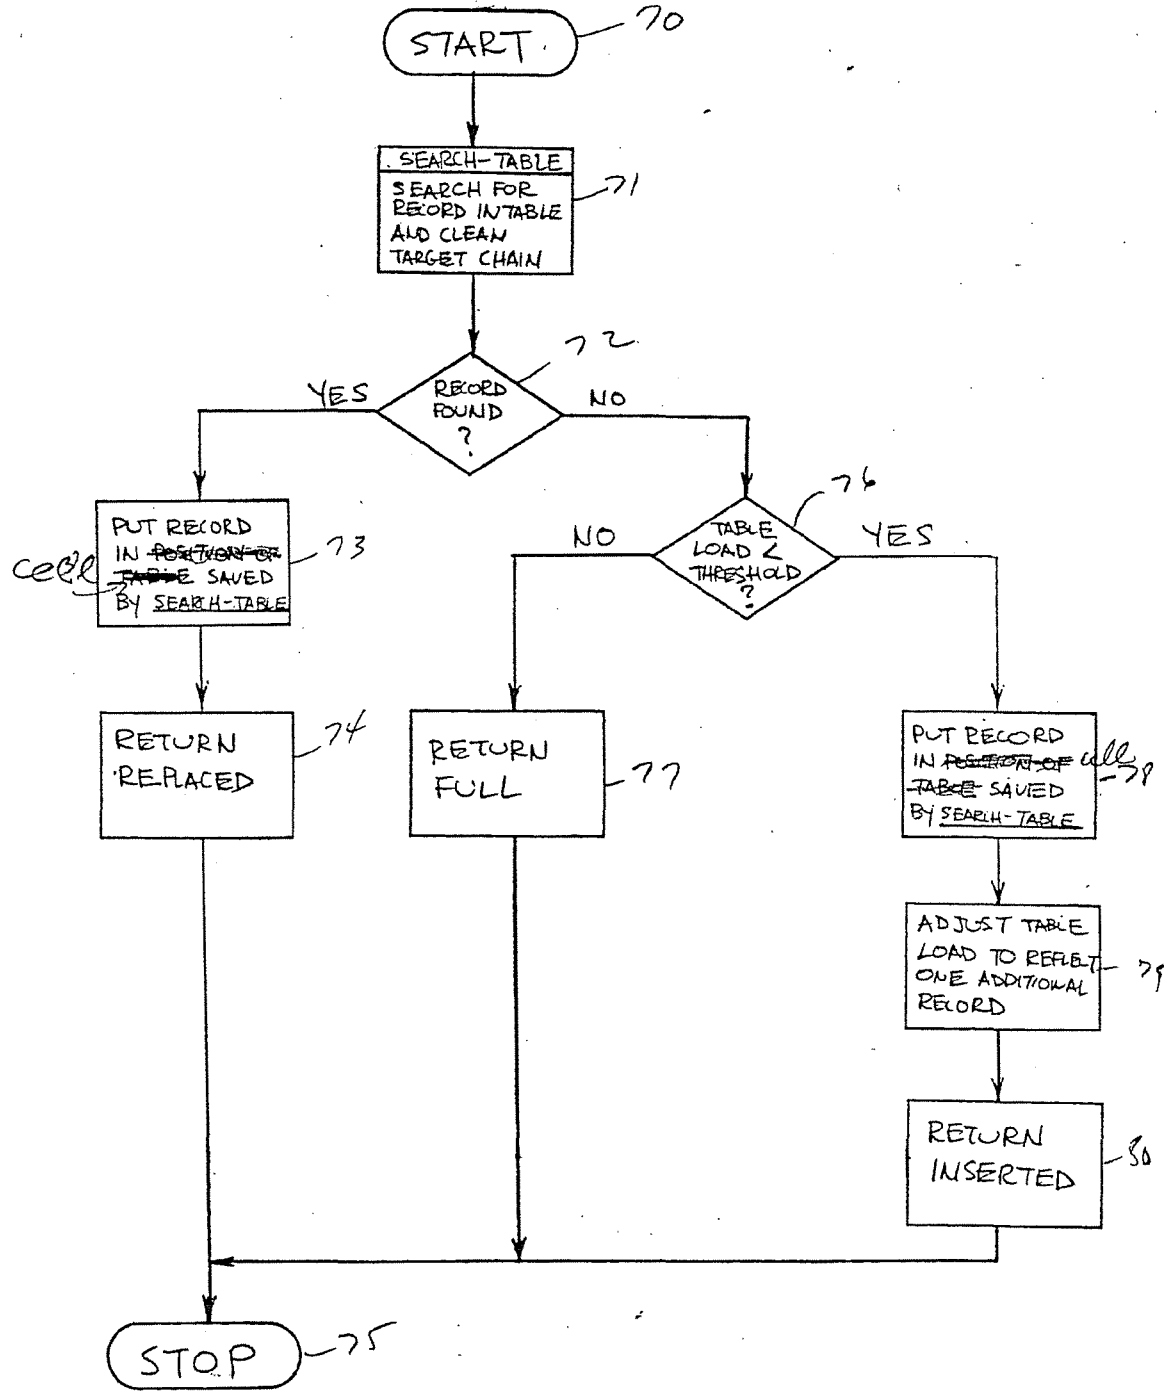 START
70
SEARCH-TABLE
SEARCH FOR
RECORD IN TABLE
AND CLEAN
TARGET CHAIN
71
72
RECORD
FOUND
?
YES
NO
PUT RECORD
IN POSITION OF
cell
TABLE SAVED
BY SEARCH-TABLE
73
76
TABLE
LOAD <
THRESHOLD
?
NO
YES
RETURN
REPLACED
74
RETURN
FULL
77
PUT RECORD
IN POSITION OF cell
TABLE SAVED
BY SEARCH-TABLE
78
ADJUST TABLE
LOAD TO REFLECT
ONE ADDITIONAL
RECORD
79
RETURN
INSERTED
80
STOP
75